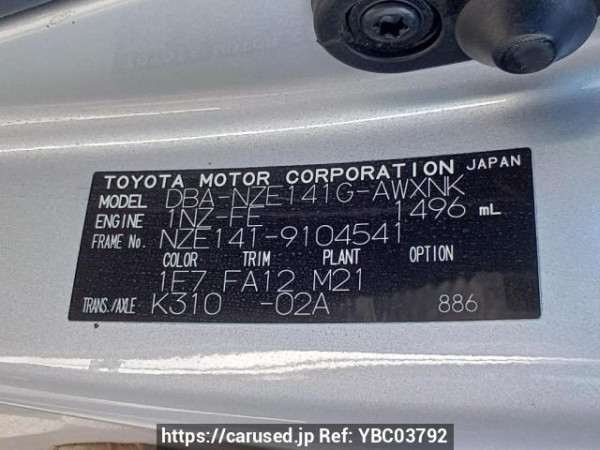 TOYOTA MOTOR CORPORATION JAPAN
MODEL DBA-NZE141G-AWXNK
ENGINE 1NZ-FE 1496 mL
FRAME No. NZE141-9104541
COLOR TRIM PLANT OPTION
1E7 FA12 M21
TRANS./AXLE K310 -02A 886
https://carused.jp Ref: YBC03792